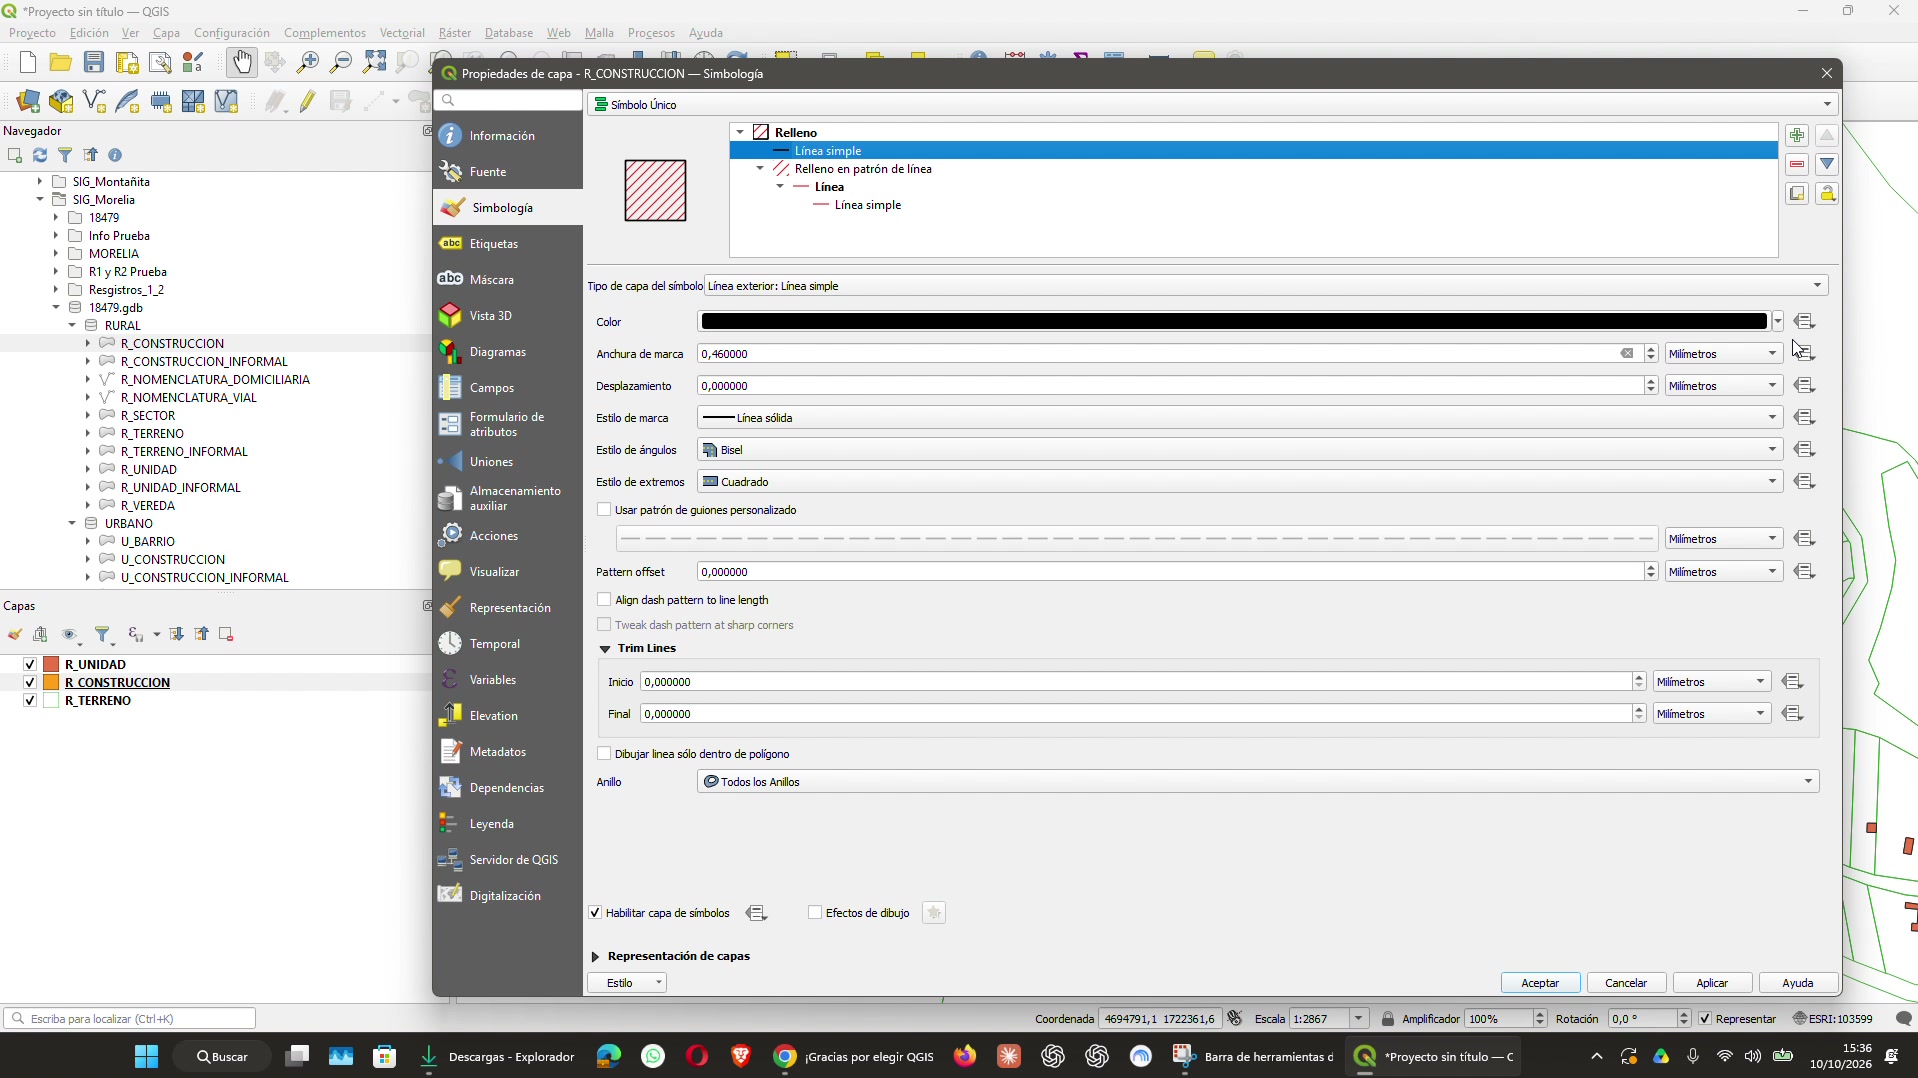 *Proyecto sin título — QGIS
Proyecto Edición Ver Capa Configuración Complementos Vectorial Ráster Database Web Malla Procesos Ayuda
Propiedades de capa - R_CONSTRUCCION — Simbología
Navegador
SIG_Montañita
SIG_Morelia
18479
Info Prueba
MORELIA
R1 y R2 Prueba
Resgistros_1_2
18479.gdb
RURAL
R_CONSTRUCCION
R_CONSTRUCCION_INFORMAL
R_NOMENCLATURA_DOMICILIARIA
R_NOMENCLATURA_VIAL
R_SECTOR
R_TERRENO
R_TERRENO_INFORMAL
R_UNIDAD
R_UNIDAD_INFORMAL
R_VEREDA
URBANO
U_BARRIO
U_CONSTRUCCION
U_CONSTRUCCION_INFORMAL
Capas
R_UNIDAD
R_CONSTRUCCION
R_TERRENO
Información
Fuente
Simbología
abc Etiquetas
abc Máscara
Vista 3D
Diagramas
Campos
Formulario de atributos
Uniones
Almacenamiento auxiliar
Acciones
Visualizar
Representación
Temporal
Variables
Elevation
Metadatos
Dependencias
Leyenda
Servidor de QGIS
Digitalización
Símbolo Único
Relleno
Línea simple
Relleno en patrón de línea
Línea
Línea simple
Tipo de capa del símbolo Línea exterior: Línea simple
Color
Anchura de marca 0,460000 Milímetros
Desplazamiento 0,000000 Milímetros
Estilo de marca Línea sólida
Estilo de ángulos Bisel
Estilo de extremos Cuadrado
Usar patrón de guiones personalizado
Milímetros
Pattern offset 0,000000 Milímetros
Align dash pattern to line length
Tweak dash pattern at sharp corners
Trim Lines
Inicio 0,000000 Milímetros
Final 0,000000 Milímetros
Dibujar linea sólo dentro de polígono
Anillo Todos los Anillos
Habilitar capa de símbolos Efectos de dibujo
Representación de capas
Estilo Aceptar Cancelar Aplicar Ayuda
Escriba para localizar (Ctrl+K) Coordenada 4694791,1 1722361,6 Escala 1:2867 Amplificador 100% Rotación 0,0 ° Representar ESRI:103599
Buscar Descargas - Explorador ¡Gracias por elegir QGIS Barra de herramientas d *Proyecto sin título — C 15:36
10/10/2026